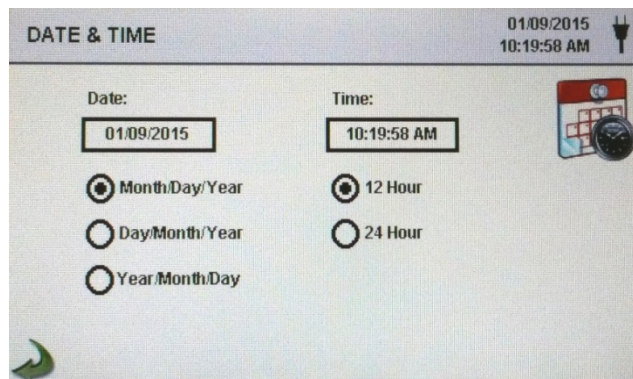 DATE & TIME
01/09/2015
10:19:58 AM
Date:
Time:
01/09/2015
10:19:58 AM
Month/Day/Year
12 Hour
Day/Month/Year
24 Hour
Year/Month/Day